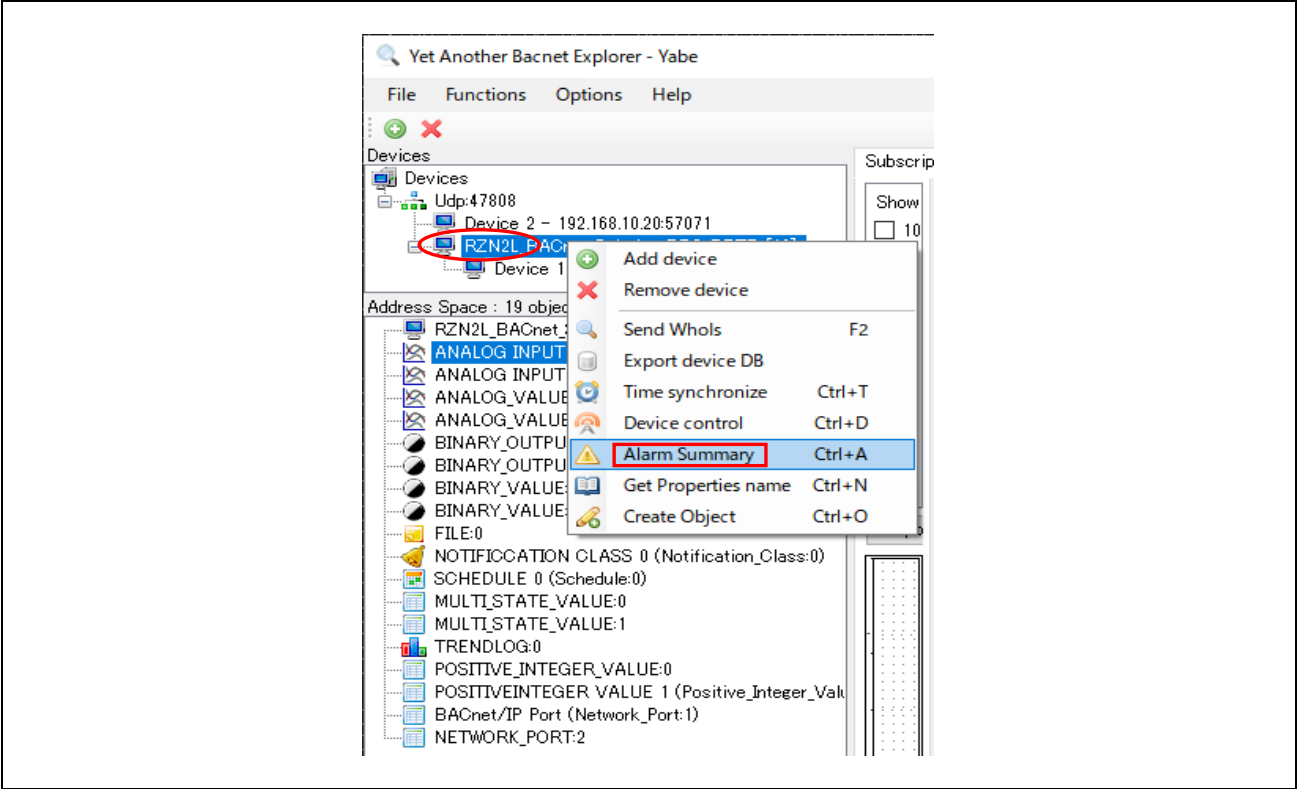 Yet Another Bacnet Explorer - Yabe
File Functions Options Help
Devices
Subscrip
Devices
Udp:47808
Show
Device 2 - 192.168.10.20:57071
10
RZN2L_BACn
Device 1
Add device
Remove device
Send WhoIs F2
Export device DB
Time synchronize Ctrl+T
Device control Ctrl+D
Alarm Summary Ctrl+A
Get Properties name Ctrl+N
Create Object Ctrl+O
Address Space : 19 objec
RZN2L_BACnet_
ANALOG INPUT
ANALOG INPUT
ANALOG_VALUE
ANALOG_VALUE
BINARY_OUTPU
BINARY_OUTPU
BINARY_VALUE:
BINARY_VALUE:
FILE:0
NOTIFICCATION CLASS 0 (Notification_Class:0)
SCHEDULE 0 (Schedule:0)
MULTI_STATE_VALUE:0
MULTI_STATE_VALUE:1
TRENDLOG:0
POSITIVE_INTEGER_VALUE:0
POSITIVEINTEGER VALUE 1 (Positive_Integer_Valu
BACnet/IP Port (Network_Port:1)
NETWORK_PORT:2